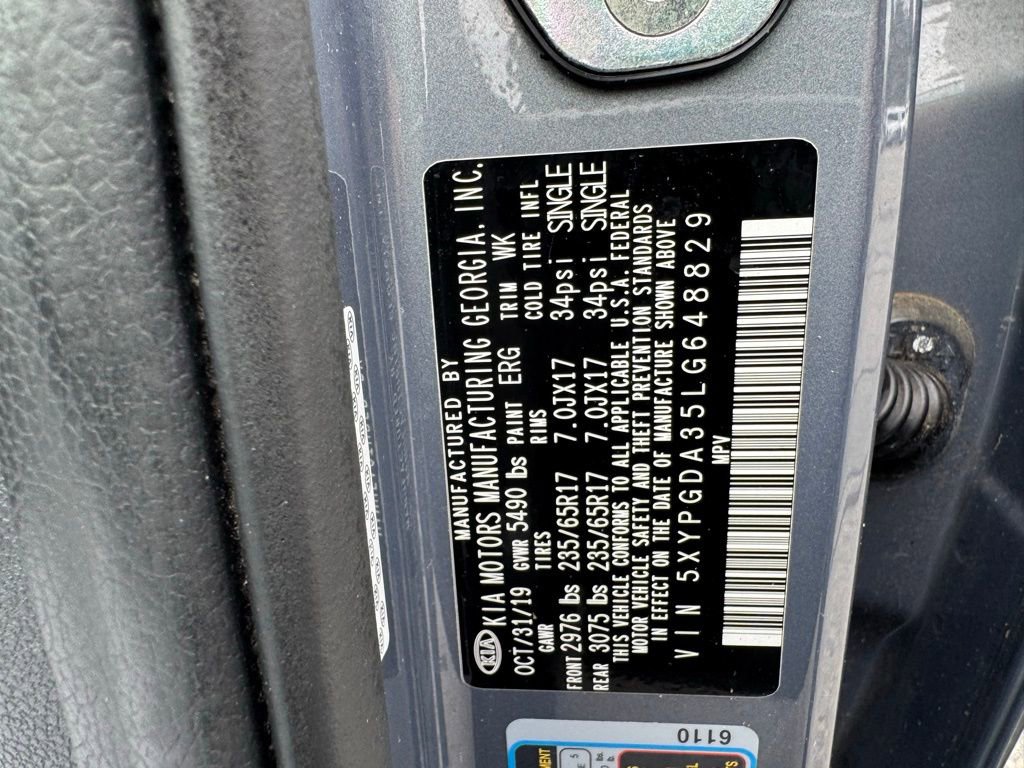 MANUFACTURED BY
KIA KIA MOTORS MANUFACTURING GEORGIA, INC.
OCT/31/19 GVWR 5490 lbs PAINT ERG TRIM WK
GAWR TIRES RIMS COLD TIRE INFL
FRONT 2976 lbs 235/65R17 7.0JX17 34psi SINGLE
REAR 3075 lbs 235/65R17 7.0JX17 34psi SINGLE
THIS VEHICLE CONFORMS TO ALL APPLICABLE U.S.A. FEDERAL
MOTOR VEHICLE SAFETY AND THEFT PREVENTION STANDARDS
IN EFFECT ON THE DATE OF MANUFACTURE SHOWN ABOVE
VIN 5XYPGDA35LG648829
MPV
6110